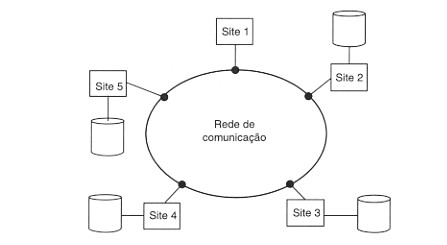 Site 1
Site 2
Site 5
Rede de
comunicação
Site 4
Site 3